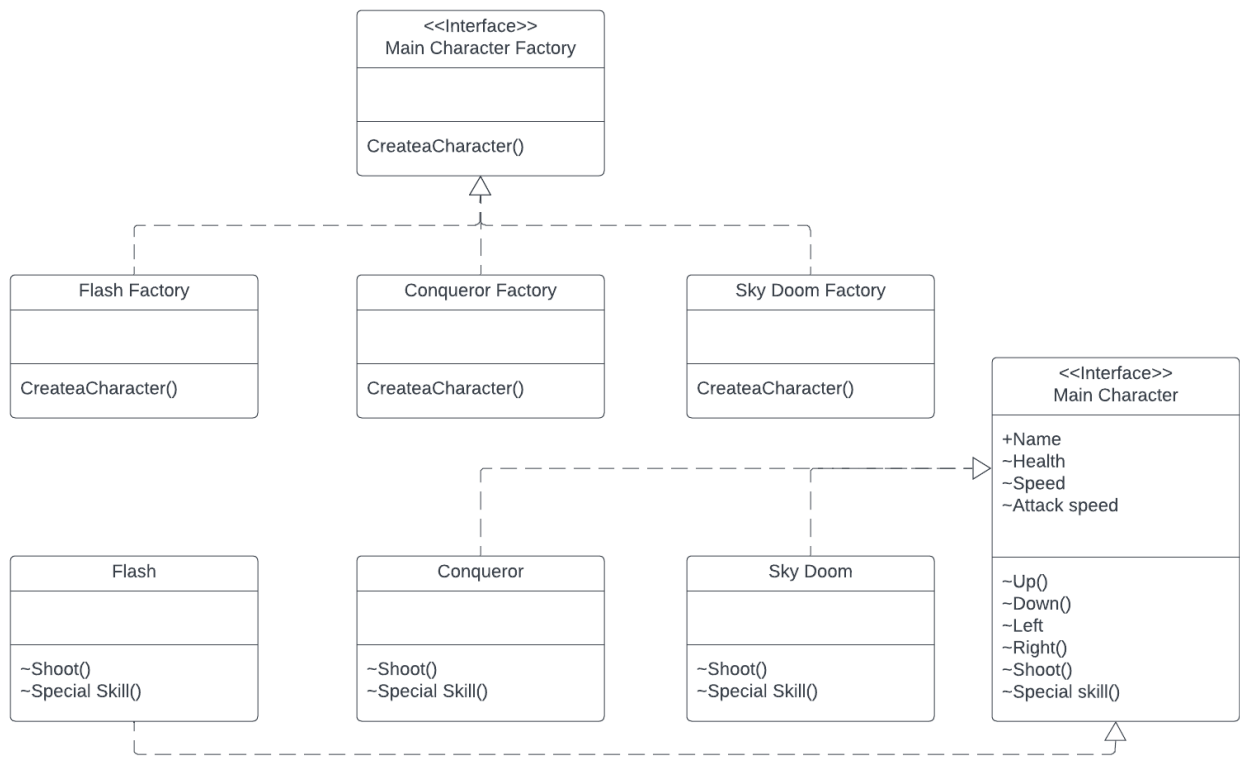 <<Interface>>
Main Character Factory
CreateaCharacter()
Flash Factory
CreateaCharacter()
Conqueror Factory
CreateaCharacter()
Sky Doom Factory
CreateaCharacter()
<<Interface>>
Main Character
+Name
~Health
~Speed
~Attack speed
~Up()
~Down()
~Left
~Right()
~Shoot()
~Special skill()
Flash
~Shoot()
~Special Skill()
Conqueror
~Shoot()
~Special Skill()
Sky Doom
~Shoot()
~Special Skill()